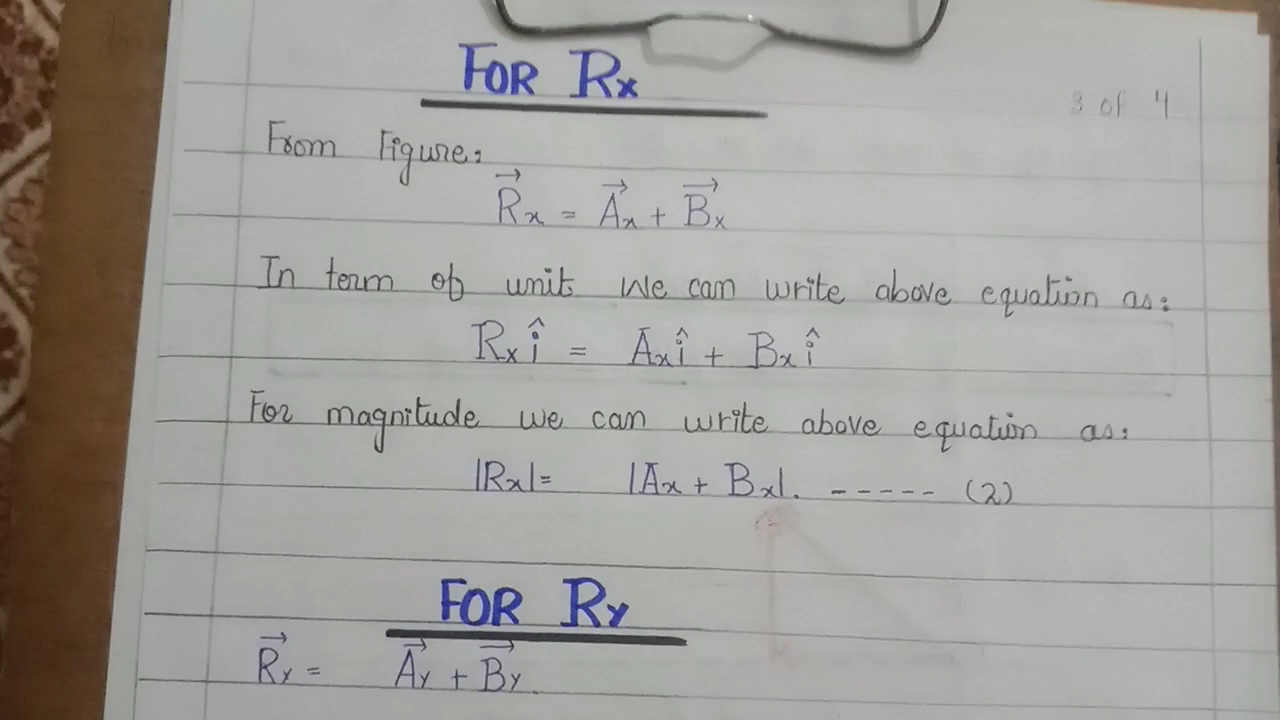 FOR Rx
3 of 4
From Figure:
R⃗x = A⃗x + B⃗x
In term of unit we can write above equation as:
Rx î = Ax î + Bx î
For magnitude we can write above equation as:
|Rx| = |Ax + Bx|. ----- (2)
FOR Ry
R⃗y = A⃗y + B⃗y.